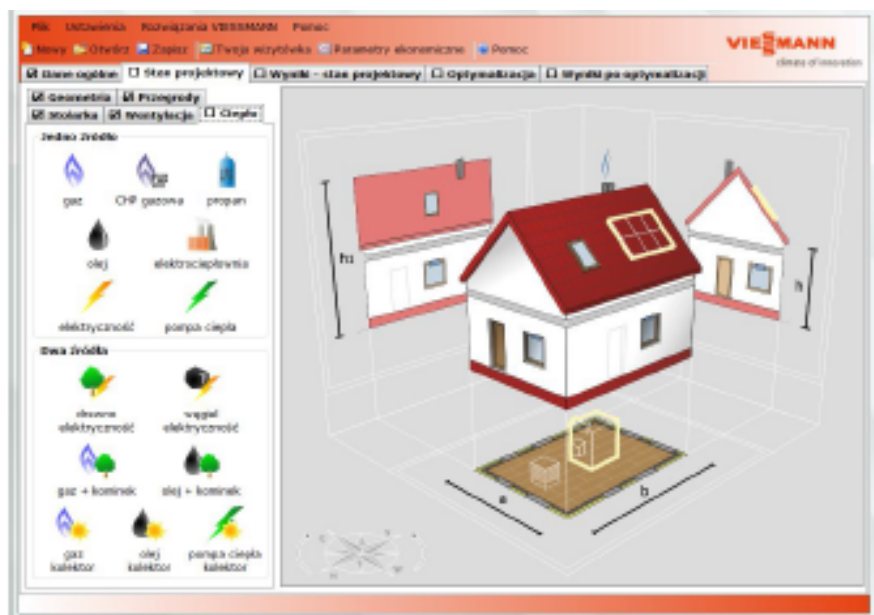 Plik Ustawienia Rozwiązania VIESSMANN Pomoc
Nowy Otwórz Zapisz Twoja wizytówka Parametry ekonomiczne Pomoc
VIESSMANN
climate of innovation
Dane ogólne Stan projektowy Wyniki - stan projektowy Optymalizacja Wyniki po optymalizacji
Geometria Przegrody
Stolarka Wentylacja Ciepło
Jedno źródło
gaz CHP gazowa propan
olej elektrociepłownia
elektryczność pompa ciepła
Dwa źródła
drewno elektryczność
węgiel elektryczność
gaz + kominek olej + kominek
gaz kolektor
olej kolektor
pompa ciepła kolektor
h₁
h
a
b